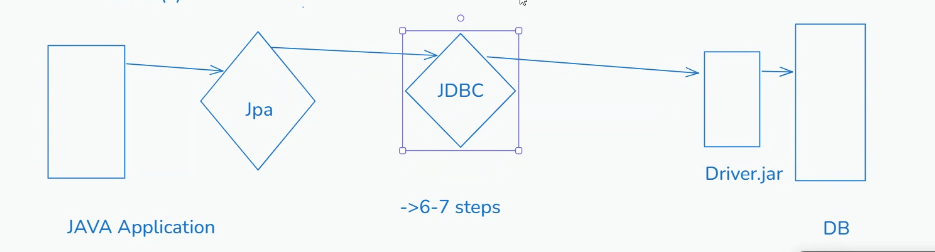 Jpa
JDBC
Driver.jar
->6-7 steps
JAVA Application
DB